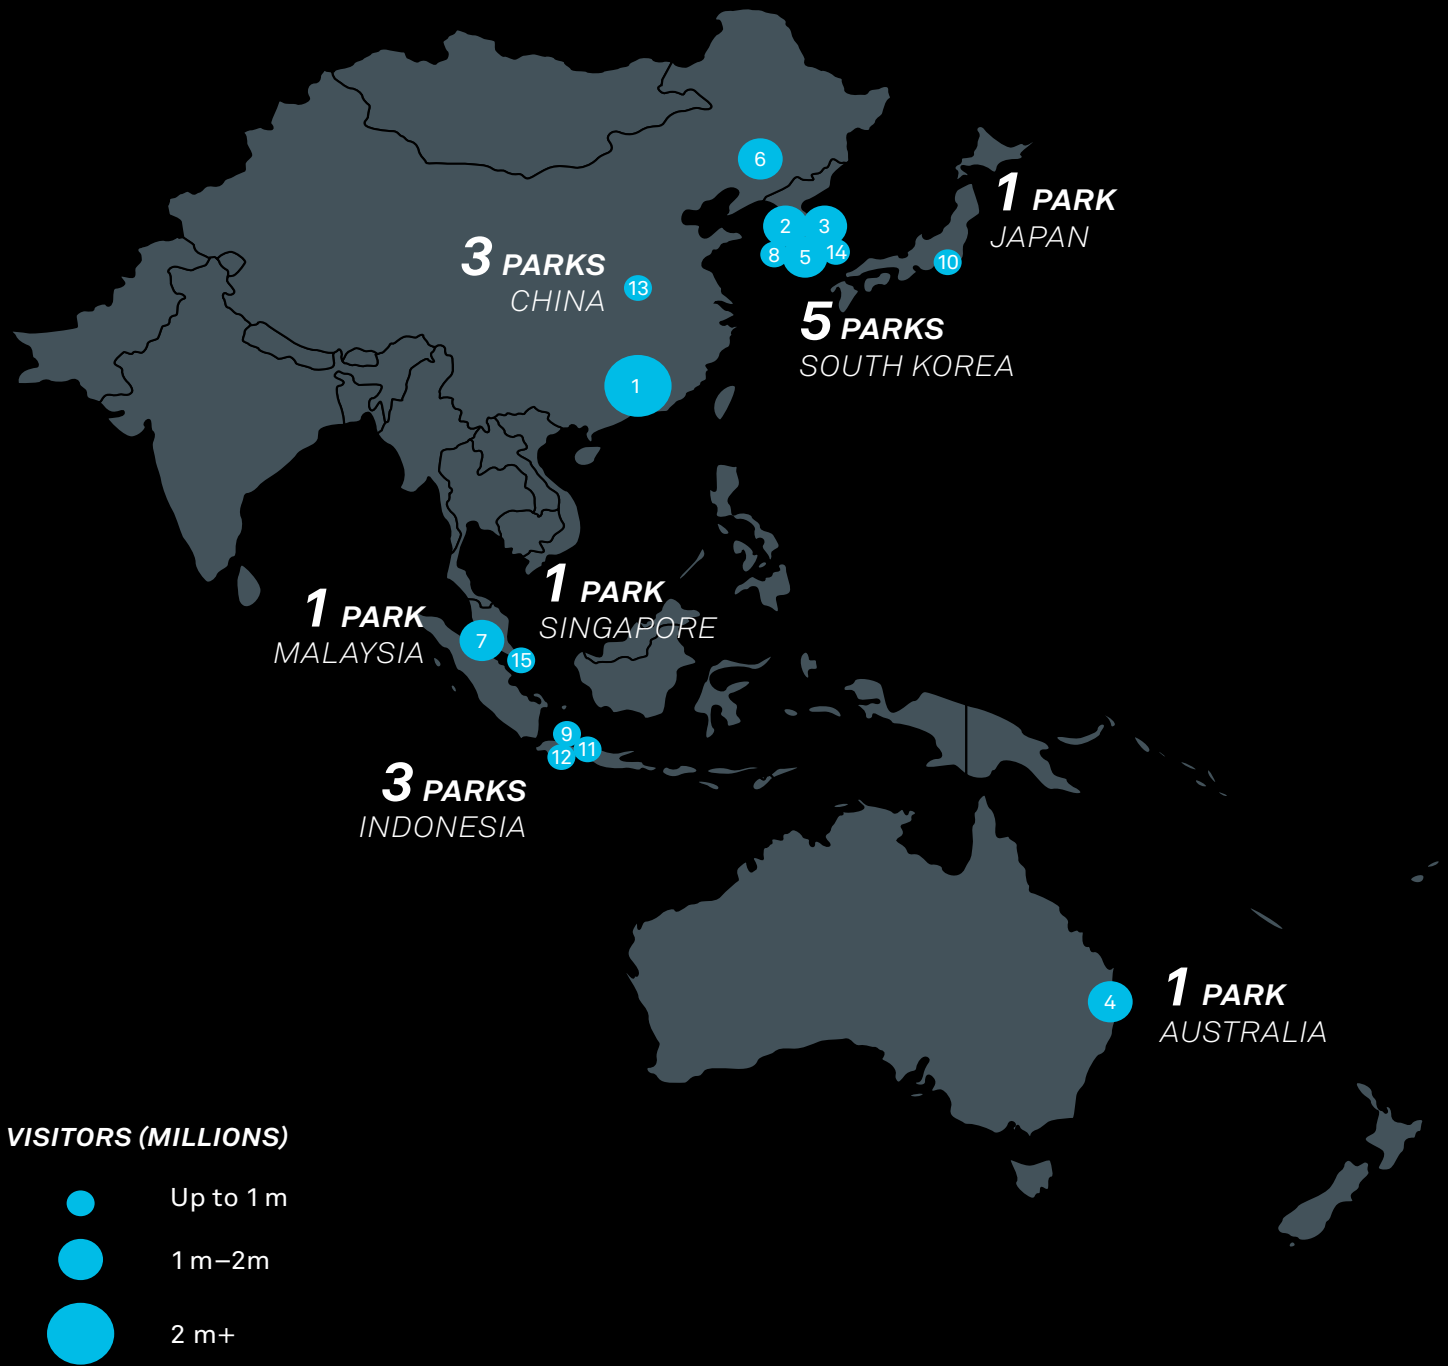 6
1 PARK
JAPAN
2
3
8
5
14
10
3 PARKS
CHINA
13
5 PARKS
SOUTH KOREA
1
1 PARK
SINGAPORE
1 PARK
MALAYSIA
7
15
9
11
12
3 PARKS
INDONESIA
4
1 PARK
AUSTRALIA
VISITORS (MILLIONS)
Up to 1 m
1 m–2m
2 m+